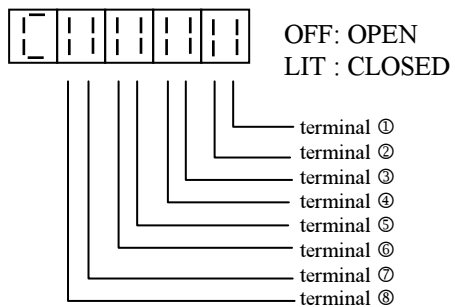 OFF: OPEN
LIT : CLOSED
terminal ①
terminal ②
terminal ③
terminal ④
terminal ⑤
terminal ⑥
terminal ⑦
terminal ⑧